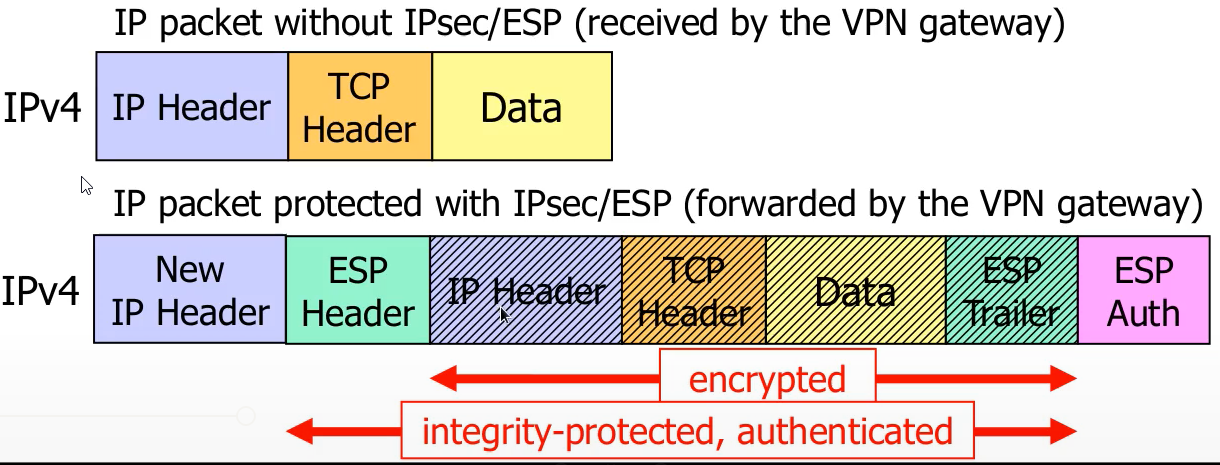 IP packet without IPsec/ESP (received by the VPN gateway)
IPv4
IP Header
TCP
Header
Data
IP packet protected with IPsec/ESP (forwarded by the VPN gateway)
IPv4
New
IP Header
ESP
Header
IP Header
TCP
Header
Data
ESP
Trailer
ESP
Auth
encrypted
integrity-protected, authenticated